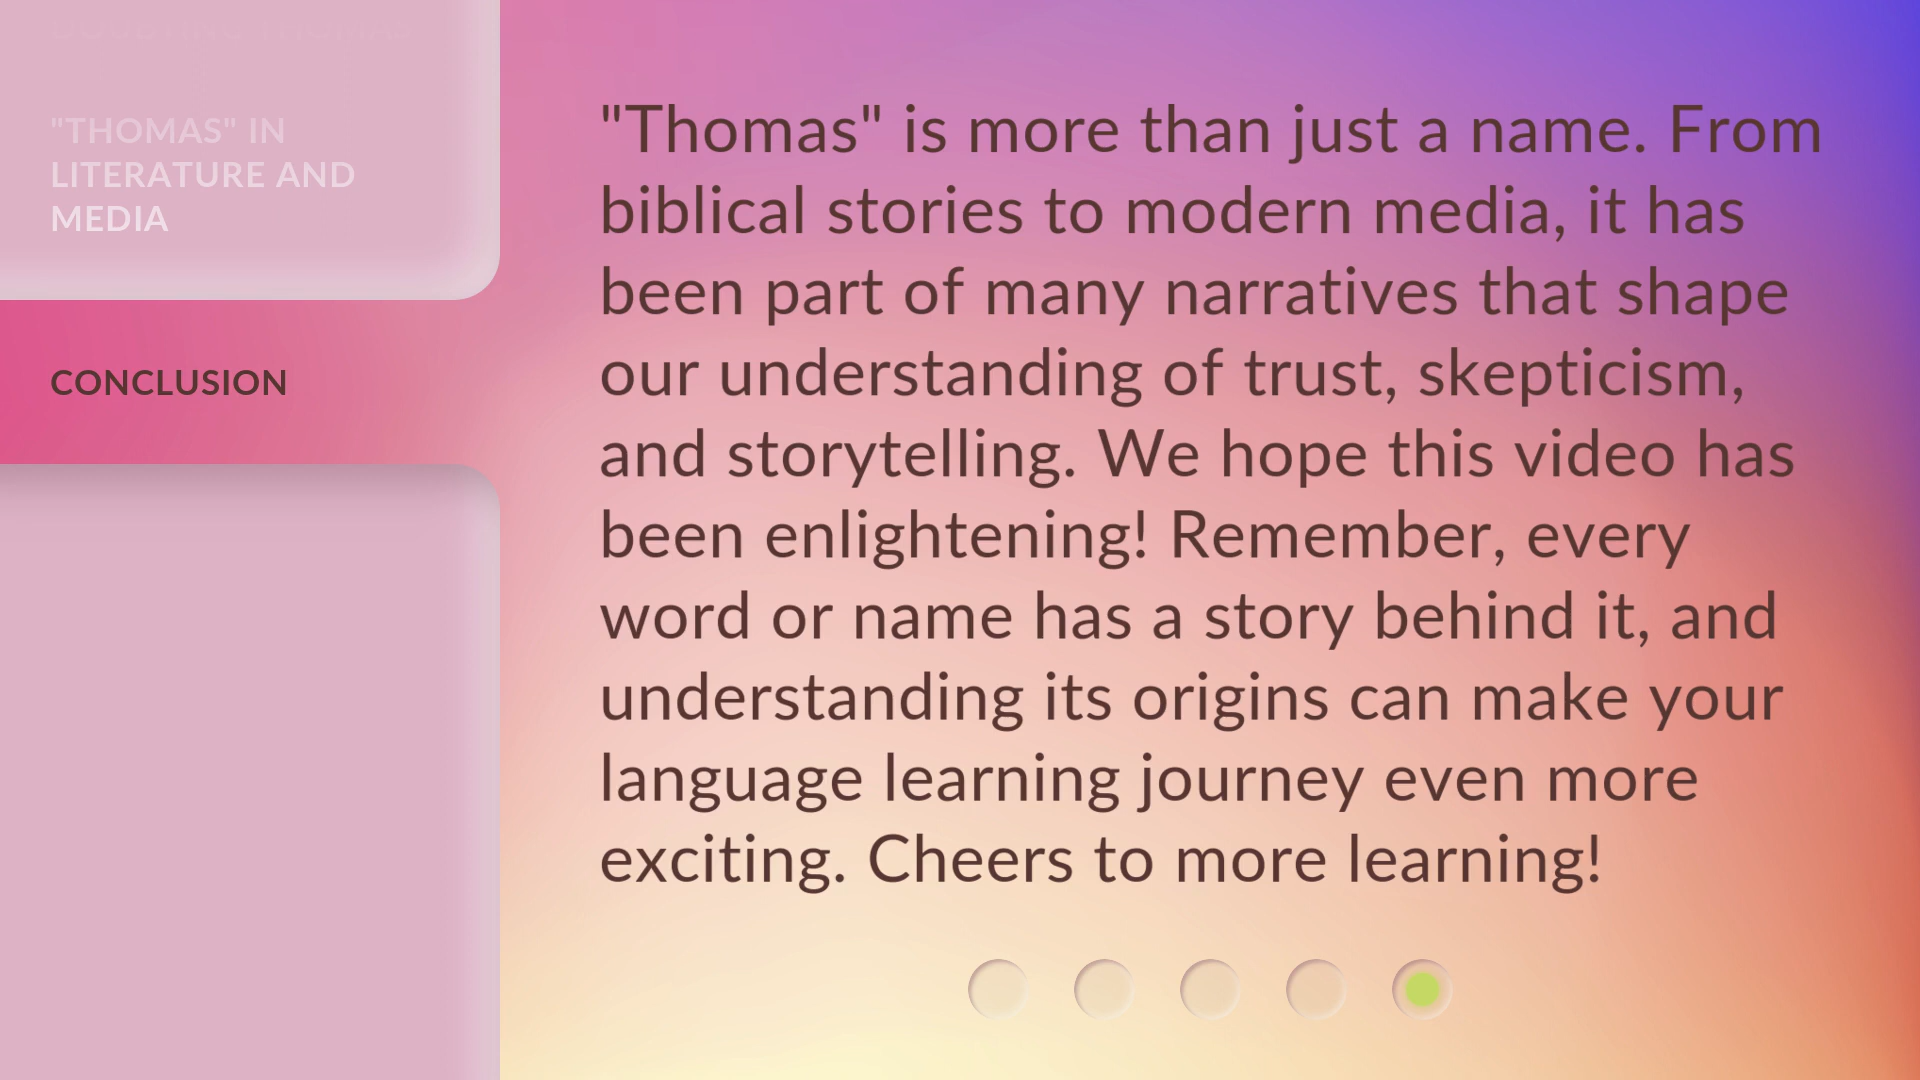 "THOMAS" IN
LITERATURE AND
MEDIA
CONCLUSION
"Thomas" is more than just a name. From
biblical stories to modern media, it has
been part of many narratives that shape
our understanding of trust, skepticism,
and storytelling. We hope this video has
been enlightening! Remember, every
word or name has a story behind it, and
understanding its origins can make your
language learning journey even more
exciting. Cheers to more learning!